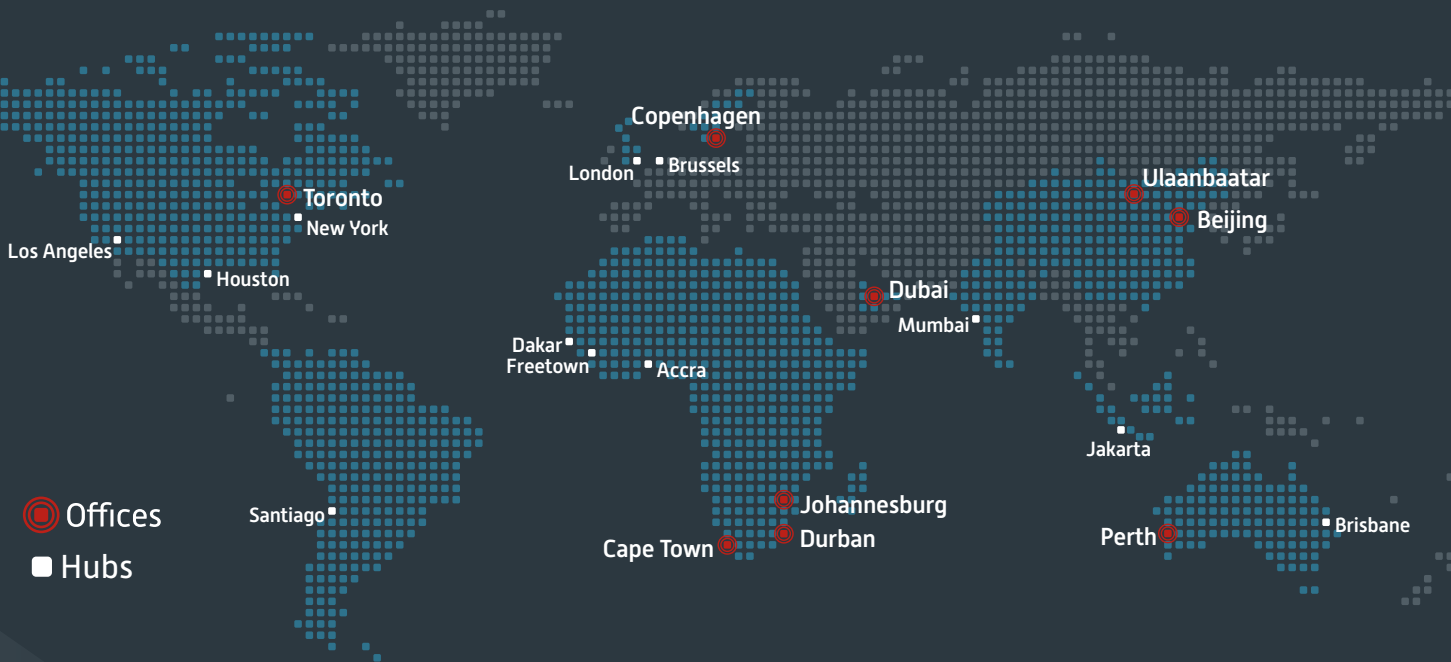 Copenhagen
London
Brussels
Ulaanbaatar
Toronto
New York
Beijing
Los Angeles
Houston
Dubai
Mumbai
Dakar
Freetown
Accra
Jakarta
Offices
Santiago
Johannesburg
Brisbane
Perth
Durban
Cape Town
Hubs